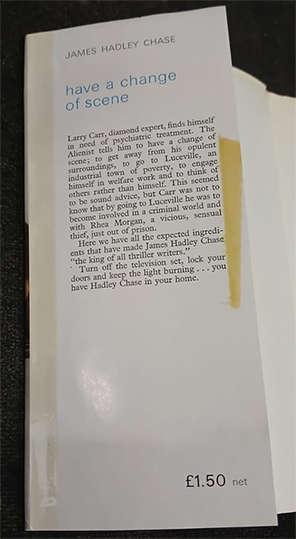 JAMES HADLEY CHASE
have a change
of scene
Larry Carr, diamond expert, finds himself
in need of psychiatric treatment. The
Alienist tells him to have a change of
scene; to get away from his opulent
surroundings, to go to Luceville, an
industrial town of poverty, to engage
himself in welfare work and to think of
others rather than himself. This seemed
to be sound advice, but Carr was not to
know that by going to Luceville he was to
become involved in a criminal world and
with Rhea Morgan, a vicious, sensual
thief, just out of prison.
Here we have all the expected ingredi-
ents that have made James Hadley Chase
"the king of all thriller writers."
Turn off the television set, lock your
doors and keep the light burning . . . you
have Hadley Chase in your home.
£1.50 net